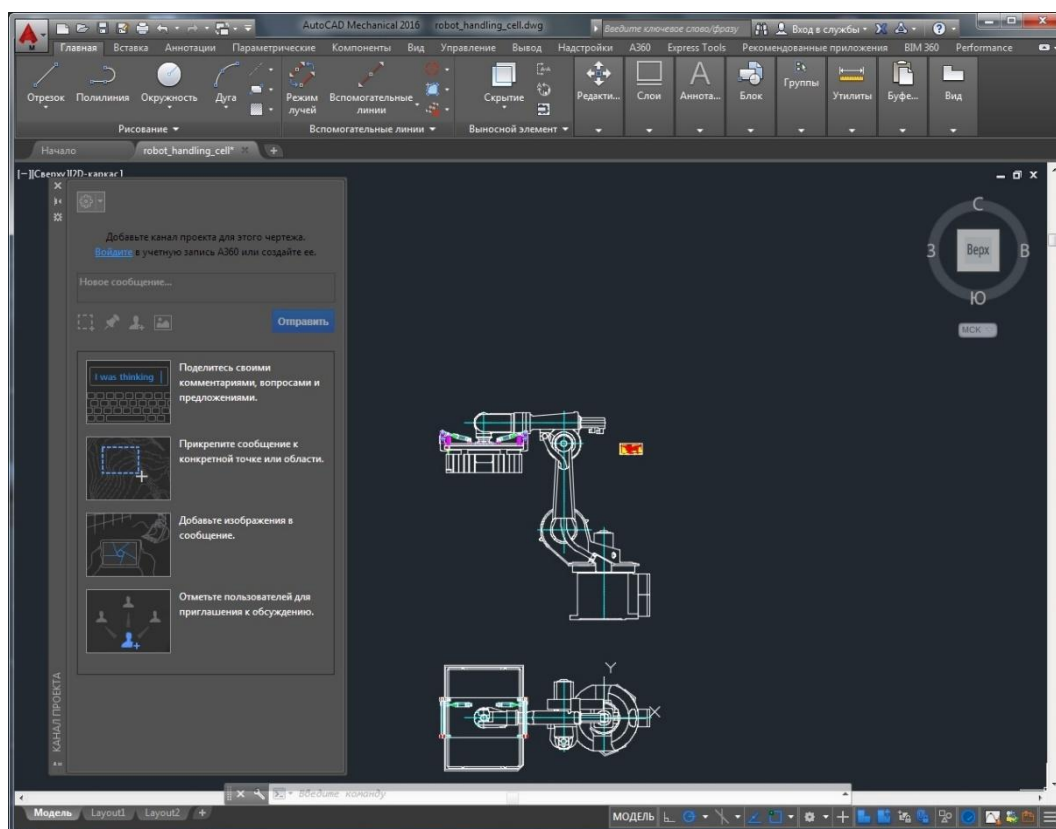 AutoCAD Mechanical 2016 robot_handling_cell.dwg
Введите ключевое слово/фразу
Вход в службы
Главная Вставка Аннотации Параметрические Компоненты Вид Управление Вывод Надстройки A360 Express Tools Рекомендованные приложения BIM 360 Performance
Отрезок Полилиния Окружность Дуга Режим лучей Вспомогательные линии Скрытие Редакти... Слои Аннота... Блок Группы Утилиты Буфе... Вид
Рисование Вспомогательные линии Выносной элемент
Начало robot_handling_cell*
[−][Сверху][2D-каркас]
С
З Верх В
Ю
МСК
Добавьте канал проекта для этого чертежа.
Войдите в учетную запись A360 или создайте ее.
Новое сообщение...
Отправить
I was thinking
Поделитесь своими
комментариями, вопросами и
предложениями.
Прикрепите сообщение к
конкретной точке или области.
Добавьте изображения в
сообщение.
Отметьте пользователей для
приглашения к обсуждению.
КАНАЛ ПРОЕКТА
Y
X
Введите команду
Модель Layout1 Layout2 +
МОДЕЛЬ